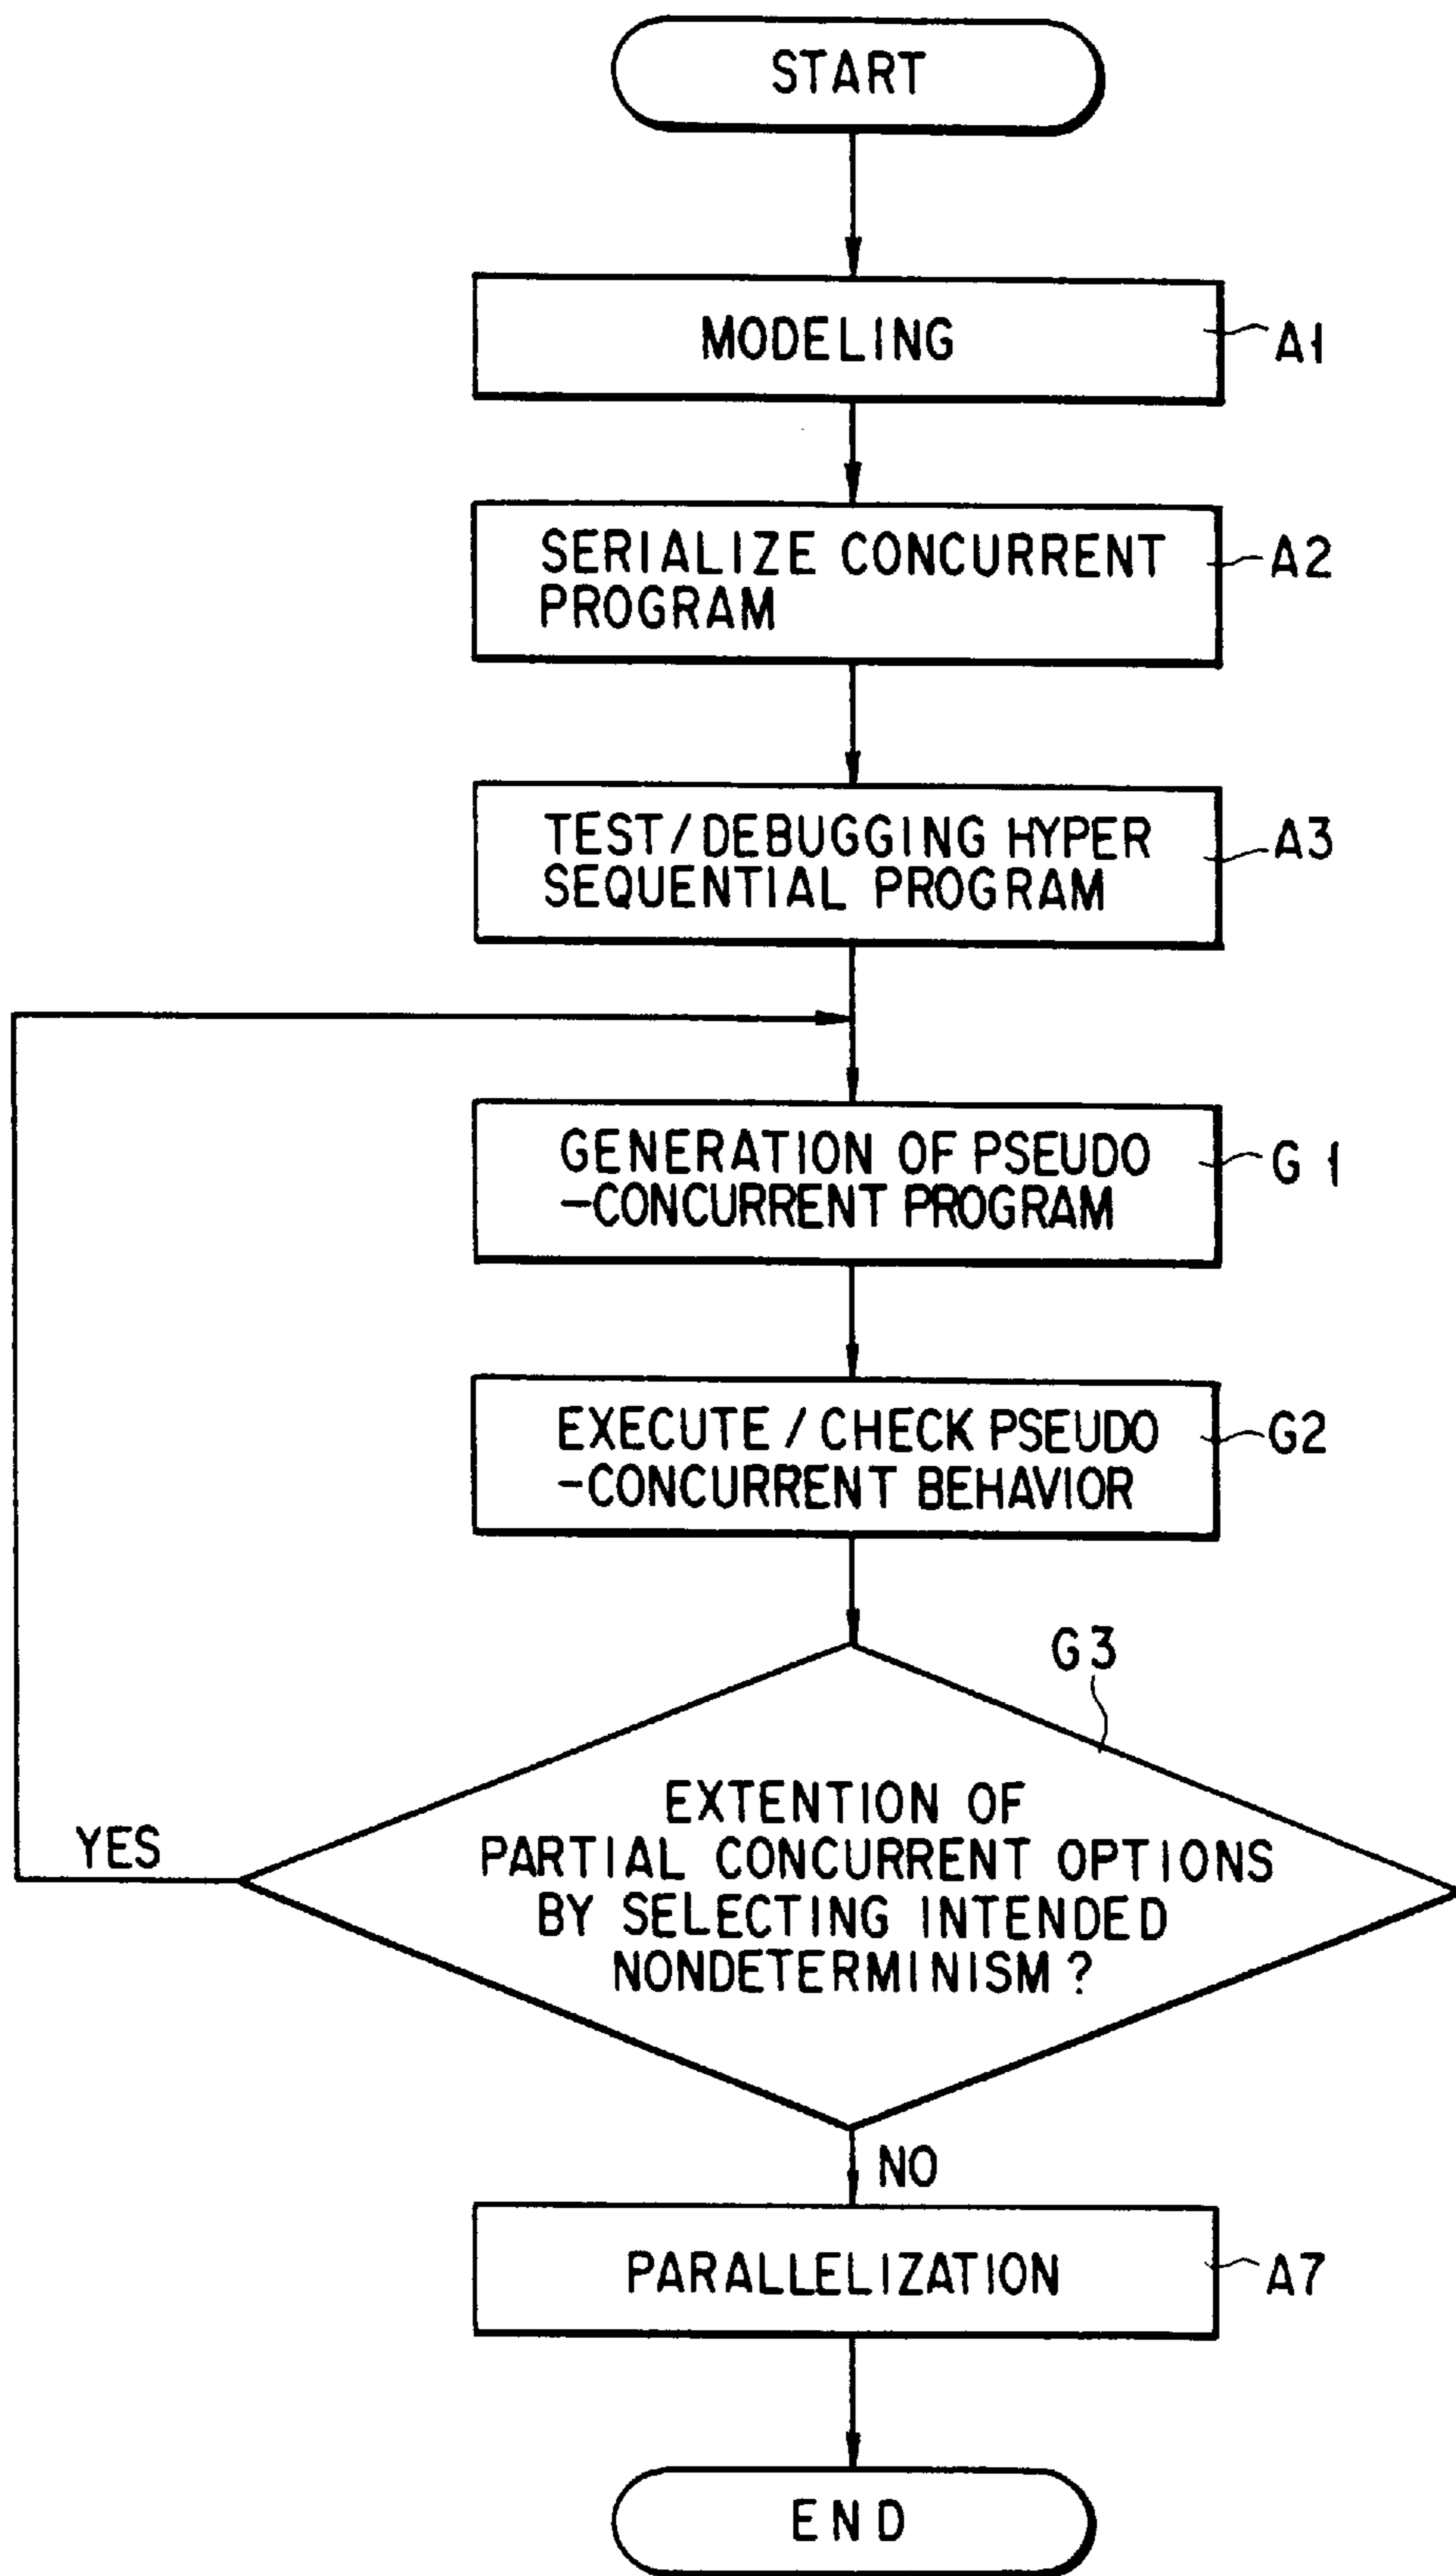 START
MODELING
A1
SERIALIZE CONCURRENT
PROGRAM
A2
TEST/DEBUGGING HYPER
SEQUENTIAL PROGRAM
A3
GENERATION OF PSEUDO
-CONCURRENT PROGRAM
G1
EXECUTE/CHECK PSEUDO
-CONCURRENT BEHAVIOR
G2
G3
EXTENTION OF
PARTIAL CONCURRENT OPTIONS
BY SELECTING INTENDED
NONDETERMINISM?
YES
NO
PARALLELIZATION
A7
END